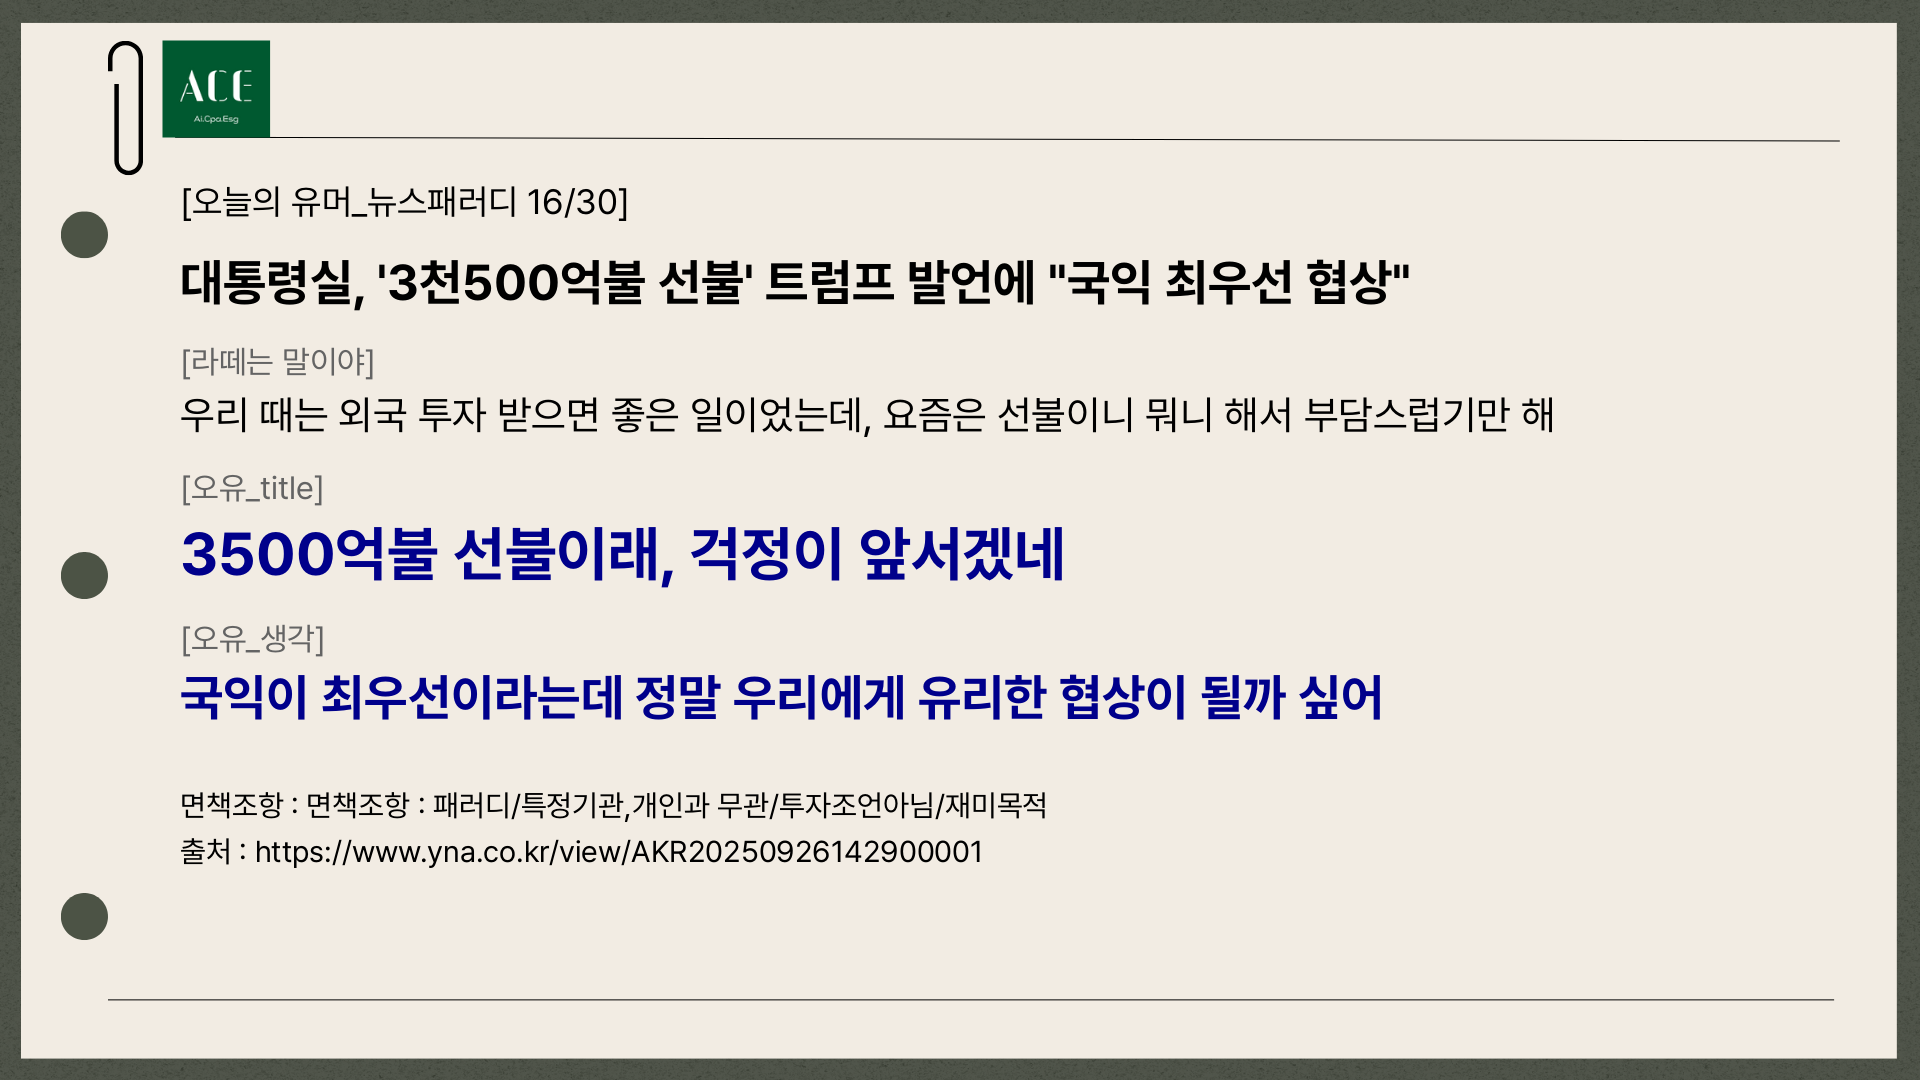 ACE
Ai.Cpa.Esg
[오늘의 유머_뉴스패러디 16/30]
대통령실, '3천500억불 선불' 트럼프 발언에 "국익 최우선 협상"
[라떼는 말이야]
우리 때는 외국 투자 받으면 좋은 일이었는데, 요즘은 선불이니 뭐니 해서 부담스럽기만 해
[오유_title]
3500억불 선불이래, 걱정이 앞서겠네
[오유_생각]
국익이 최우선이라는데 정말 우리에게 유리한 협상이 될까 싶어
면책조항 : 면책조항 : 패러디/특정기관,개인과 무관/투자조언아님/재미목적
출처 : https://www.yna.co.kr/view/AKR20250926142900001